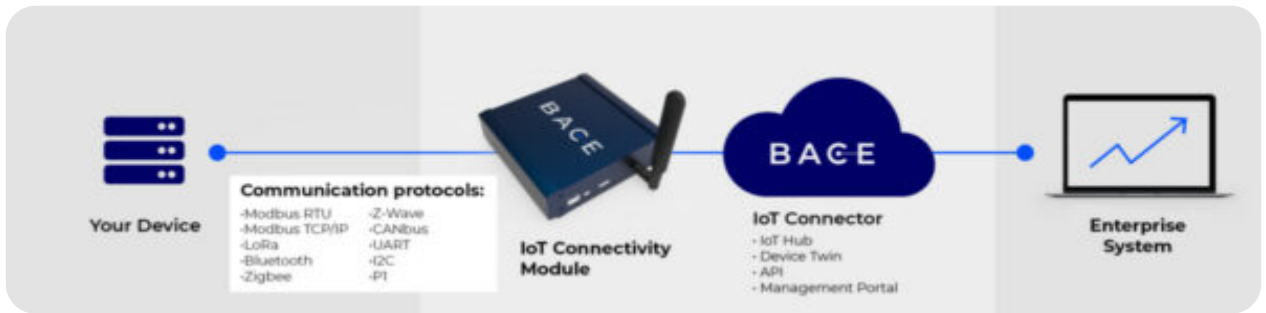 Your Device
Communication protocols:
-Modbus RTU
-Modbus TCP/IP
-LoRa
-Bluetooth
-Zigbee
-Z-Wave
-CANbus
-UART
-I2C
-P1
BACE
IoT Connectivity
Module
BACE
IoT Connector
- IoT Hub
- Device Twin
- API
- Management Portal
Enterprise
System